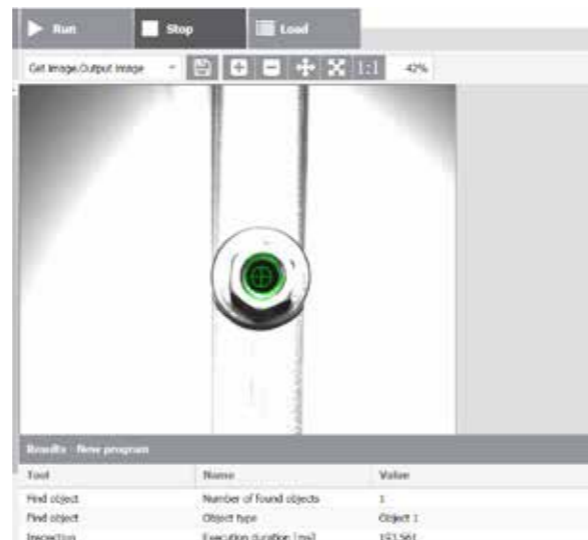 Run Stop Load
Get Image.Output Image 1:1 42%
Results - New program
Tool Name Value
Find object Number of found objects 1
Find object Object type Object 1
Inspection Execution duration [ms]